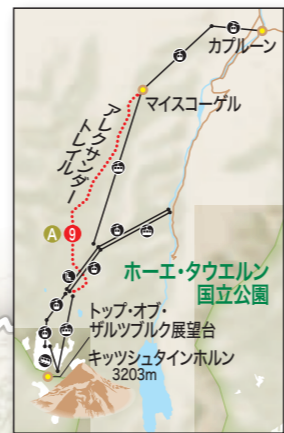 カプルーン
マイスコーゲル
アレクサンダー
トレイル
A 9
ホーエ・タウエルン
国立公園
トップ・オブ・
ザルツブルク展望台
キッツシュタインホルン
3203m